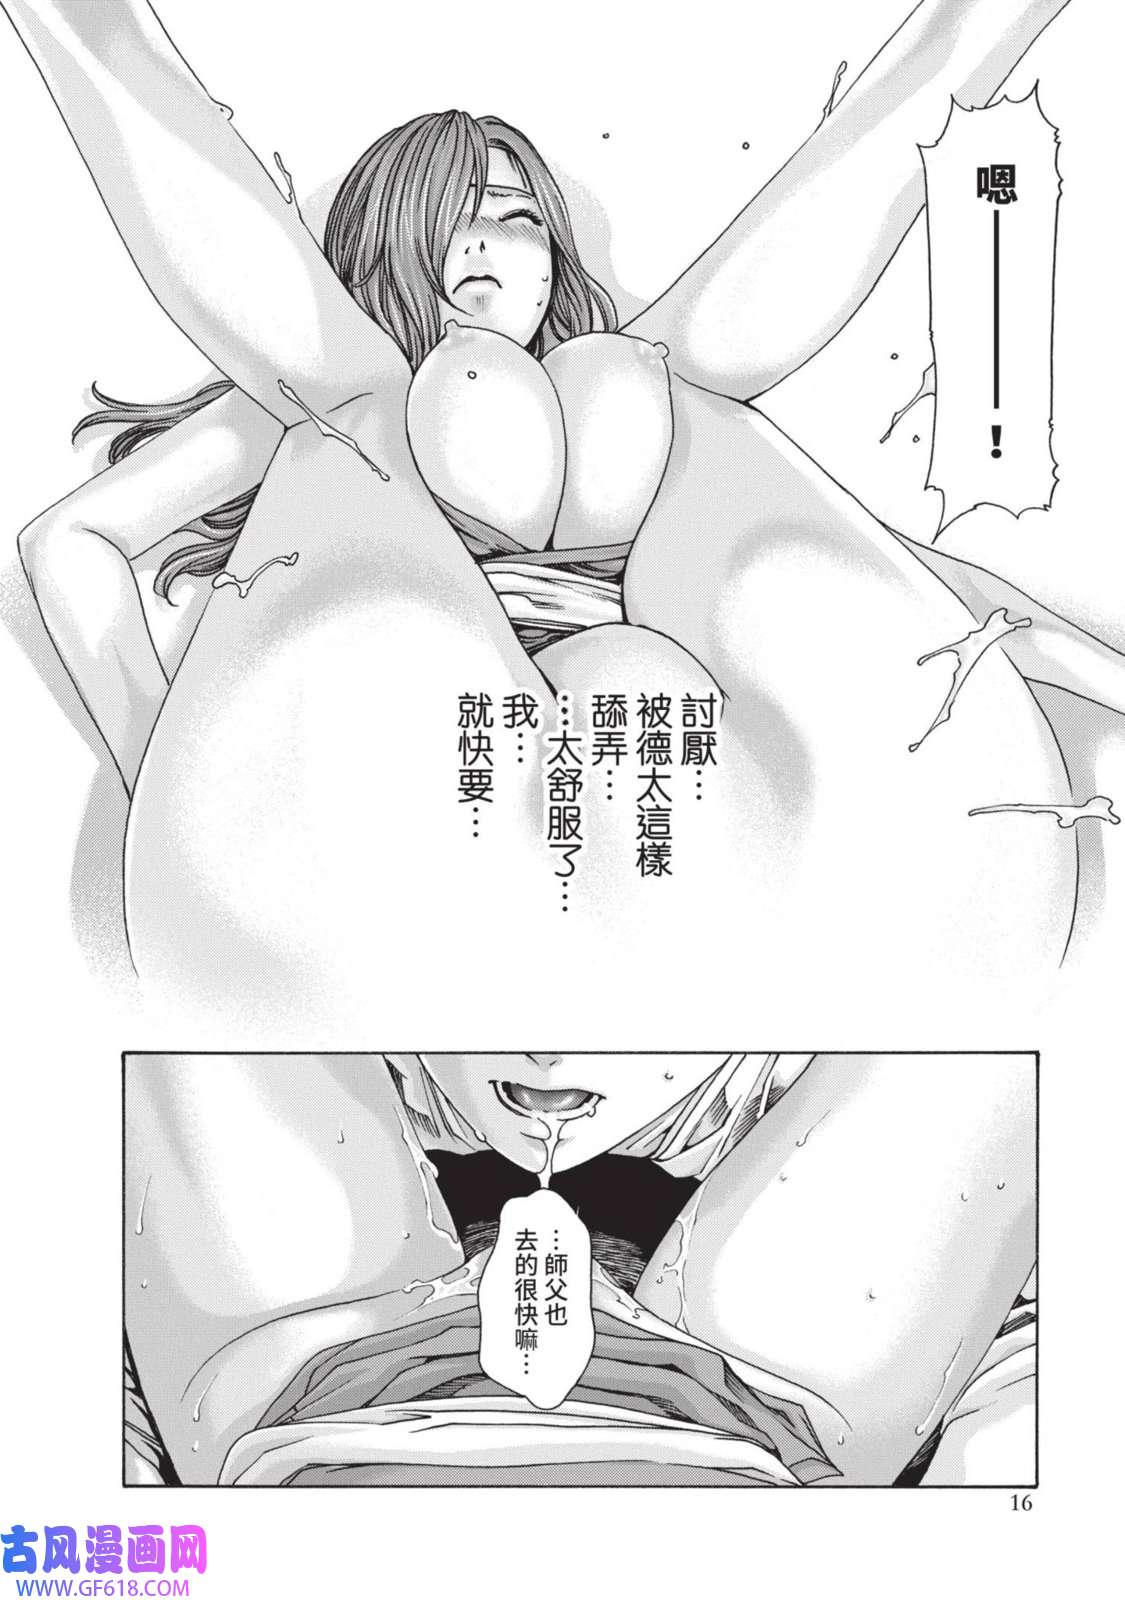 嗯——！
討厭…
被德太這樣
舔弄…
…太舒服了…
我…
就快要…
…師父也
去的很快嘛…
16
古风漫画网
WWW.GF618.COM